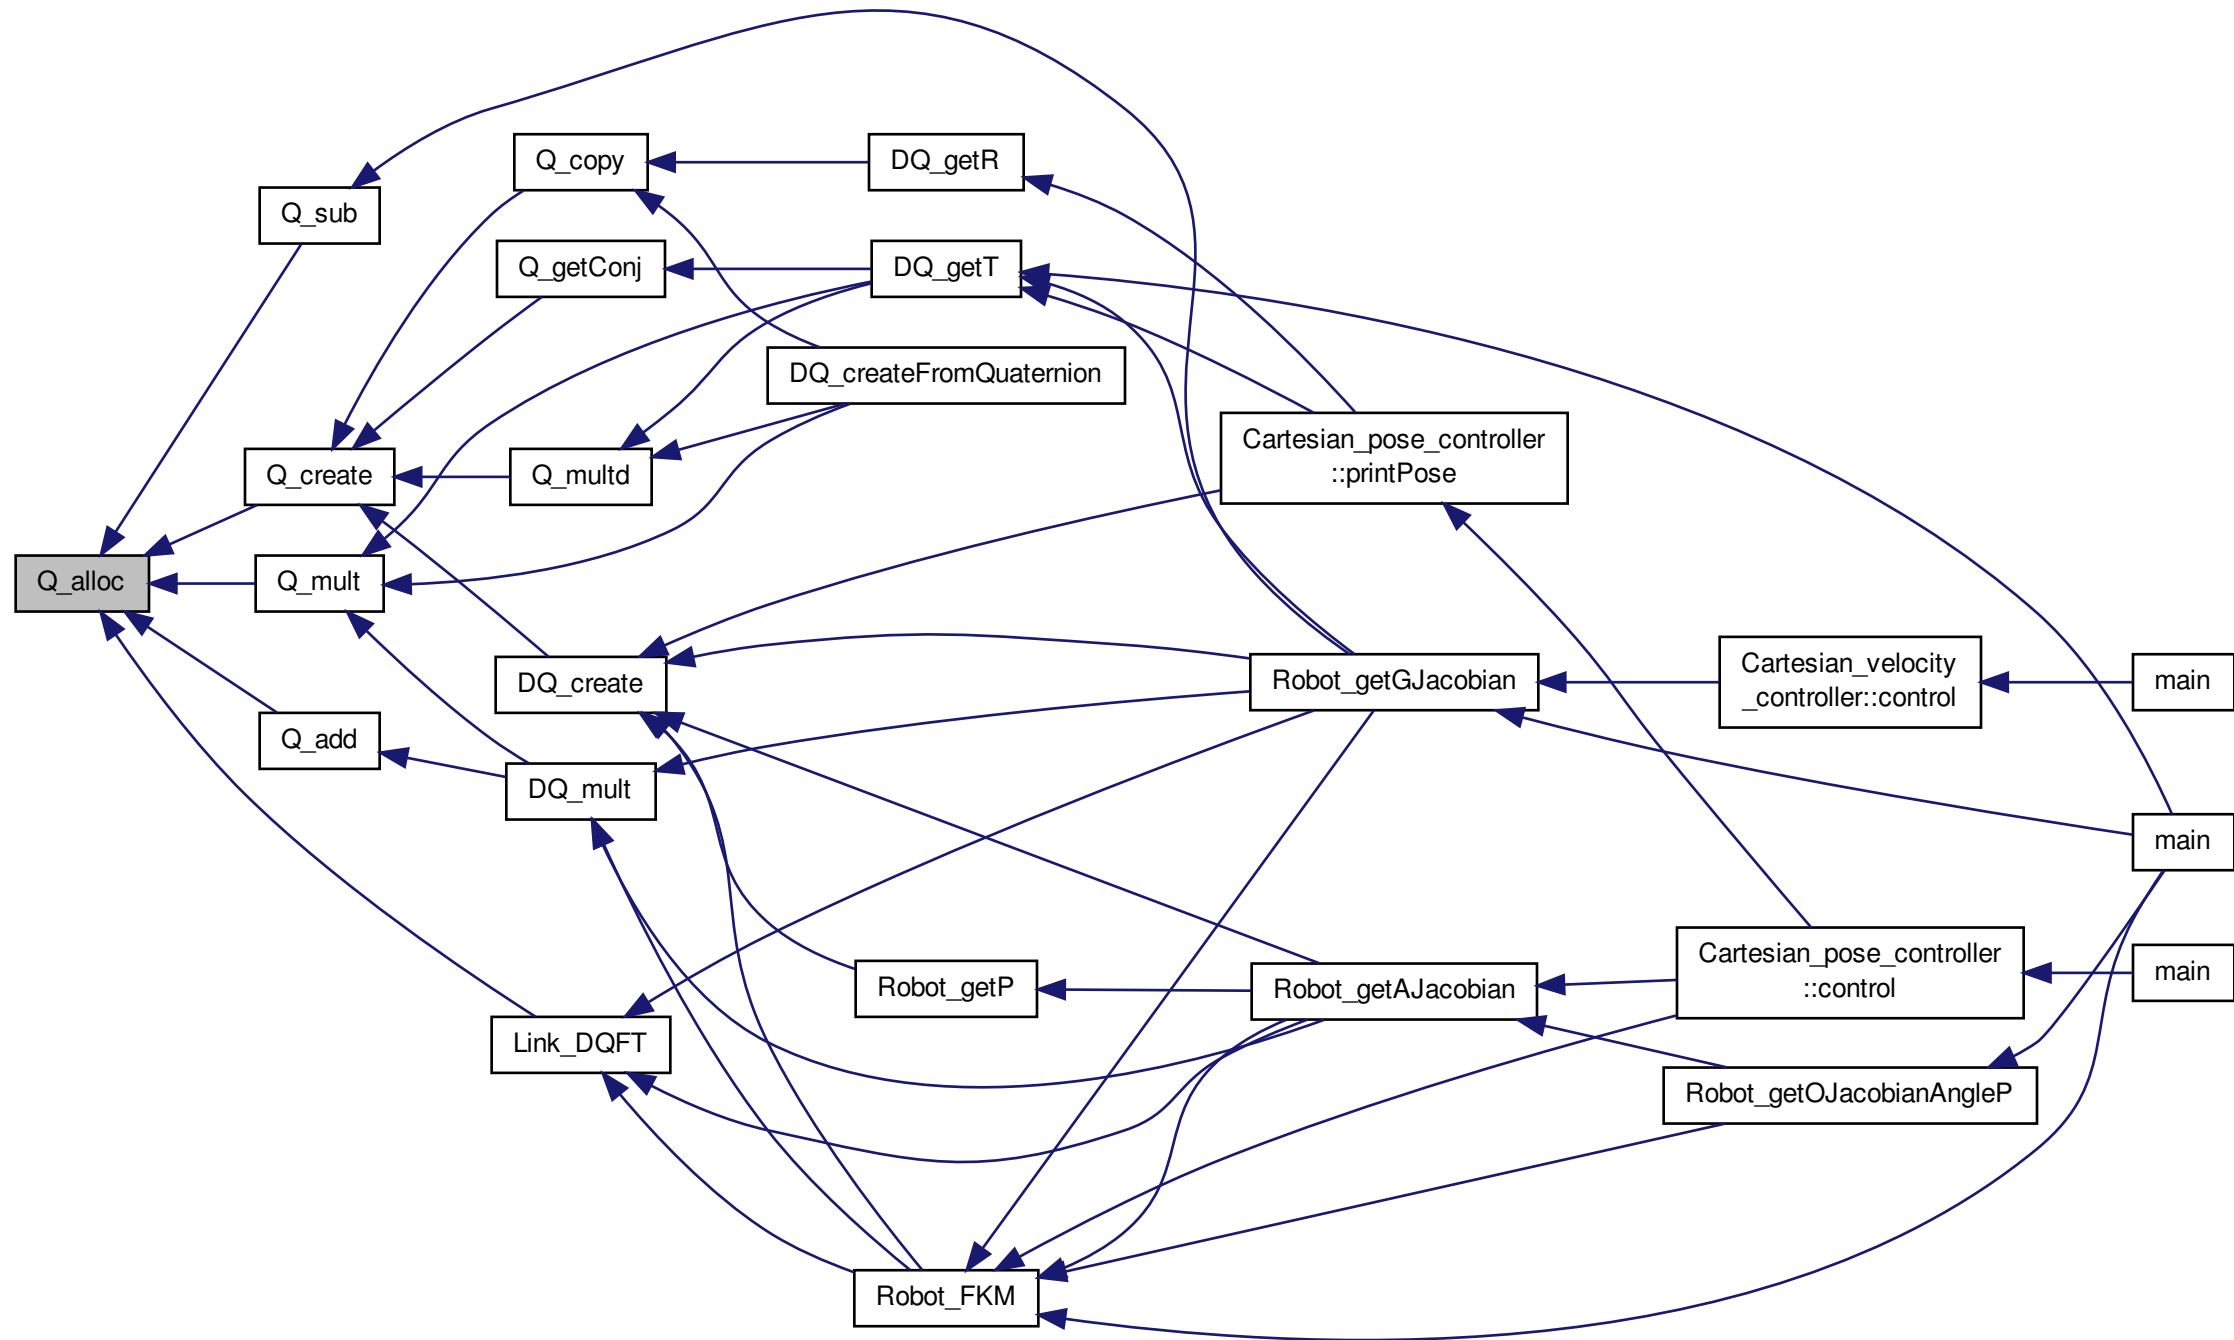 Q_copy
DQ_getR
Q_sub
Q_getConj
DQ_getT
DQ_createFromQuaternion
Cartesian_pose_controller
::printPose
Q_create
Q_multd
Q_alloc
Q_mult
DQ_create
Robot_getGJacobian
Cartesian_velocity
_controller::control
main
Q_add
DQ_mult
main
Robot_getP
Robot_getAJacobian
Cartesian_pose_controller
::control
main
Link_DQFT
Robot_getOJacobianAngleP
Robot_FKM